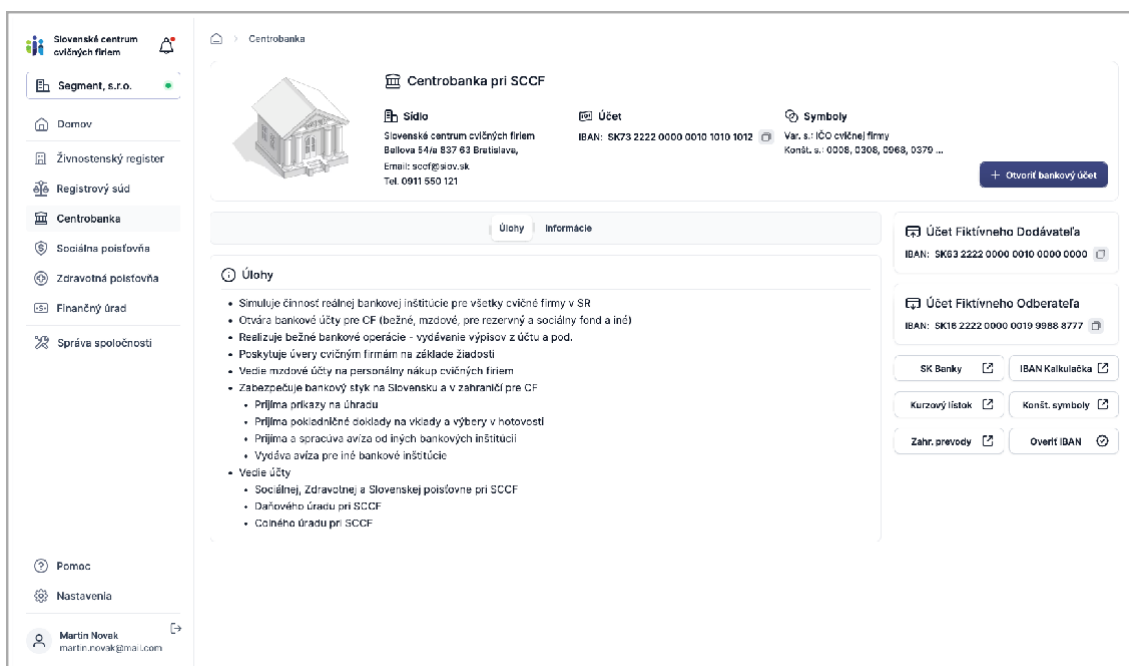 Slovenské centrum
cvičných firiem
Segment, s.r.o.
Domov
Živnostenský register
Registrový súd
Centrobanka
Sociálna poisťovňa
Zdravotná poisťovňa
Finančný úrad
Správa spoločnosti
Pomoc
Nastavenia
Martin Novak
martin.novak@mail.com
Centrobanka
Centrobanka pri SCCF
Sídlo
Slovenské centrum cvičných firiem
Bellova 54/a 837 63 Bratislava,
Email: sccf@siov.sk
Tel. 0911 550 121
Účet
IBAN: SK73 2222 0000 0010 1010 1012
Symboly
Var. s.: IČO cvičnej firmy
Konšt. s.: 0008, 0308, 0968, 0379 ...
+ Otvoriť bankový účet
Úlohy Informácie
Úlohy
• Simuluje činnosť reálnej bankovej inštitúcie pre všetky cvičné firmy v SR
• Otvára bankové účty pre CF (bežné, mzdové, pre rezervný a sociálny fond a iné)
• Realizuje bežné bankové operácie - vydávanie výpisov z účtu a pod.
• Poskytuje úvery cvičným firmám na základe žiadosti
• Vedie mzdové účty na personálny nákup cvičných firiem
• Zabezpečuje bankový styk na Slovensku a v zahraničí pre CF
• Prijíma príkazy na úhradu
• Prijíma pokladničné doklady na vklady a výbery v hotovosti
• Prijíma a spracúva avíza od iných bankových inštitúcií
• Vydáva avíza pre iné bankové inštitúcie
• Vedie účty
• Sociálnej, Zdravotnej a Slovenskej poisťovne pri SCCF
• Daňového úradu pri SCCF
• Colného úradu pri SCCF
Účet Fiktívneho Dodávateľa
IBAN: SK63 2222 0000 0010 0000 0000
Účet Fiktívneho Odberateľa
IBAN: SK16 2222 0000 0019 9988 8777
SK Banky
IBAN Kalkulačka
Kurzový lístok
Konšt. symboly
Zahr. prevody
Overiť IBAN